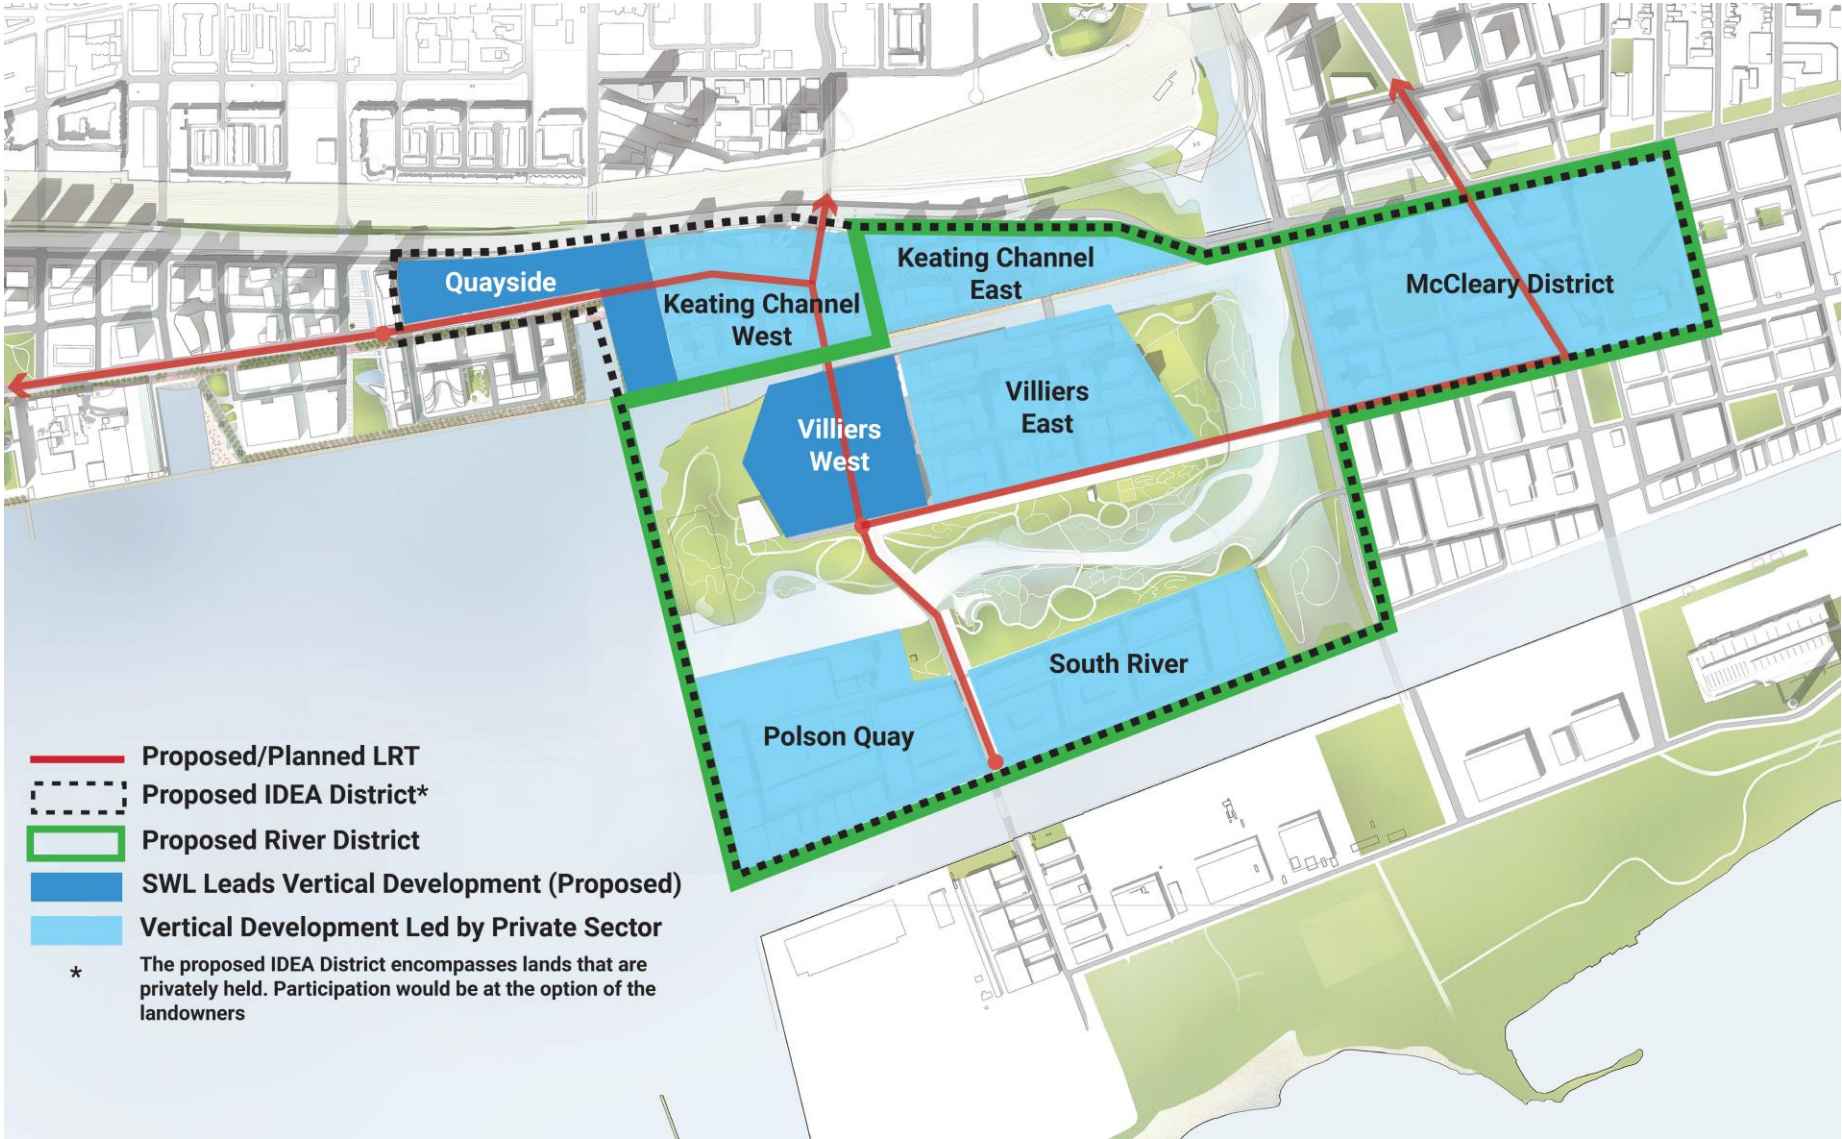 Quayside
Keating Channel
West
Keating Channel
East
McCleary District
Villiers
West
Villiers
East
South River
Polson Quay
Proposed/Planned LRT
Proposed IDEA District*
Proposed River District
SWL Leads Vertical Development (Proposed)
Vertical Development Led by Private Sector
* The proposed IDEA District encompasses lands that are
privately held. Participation would be at the option of the
landowners